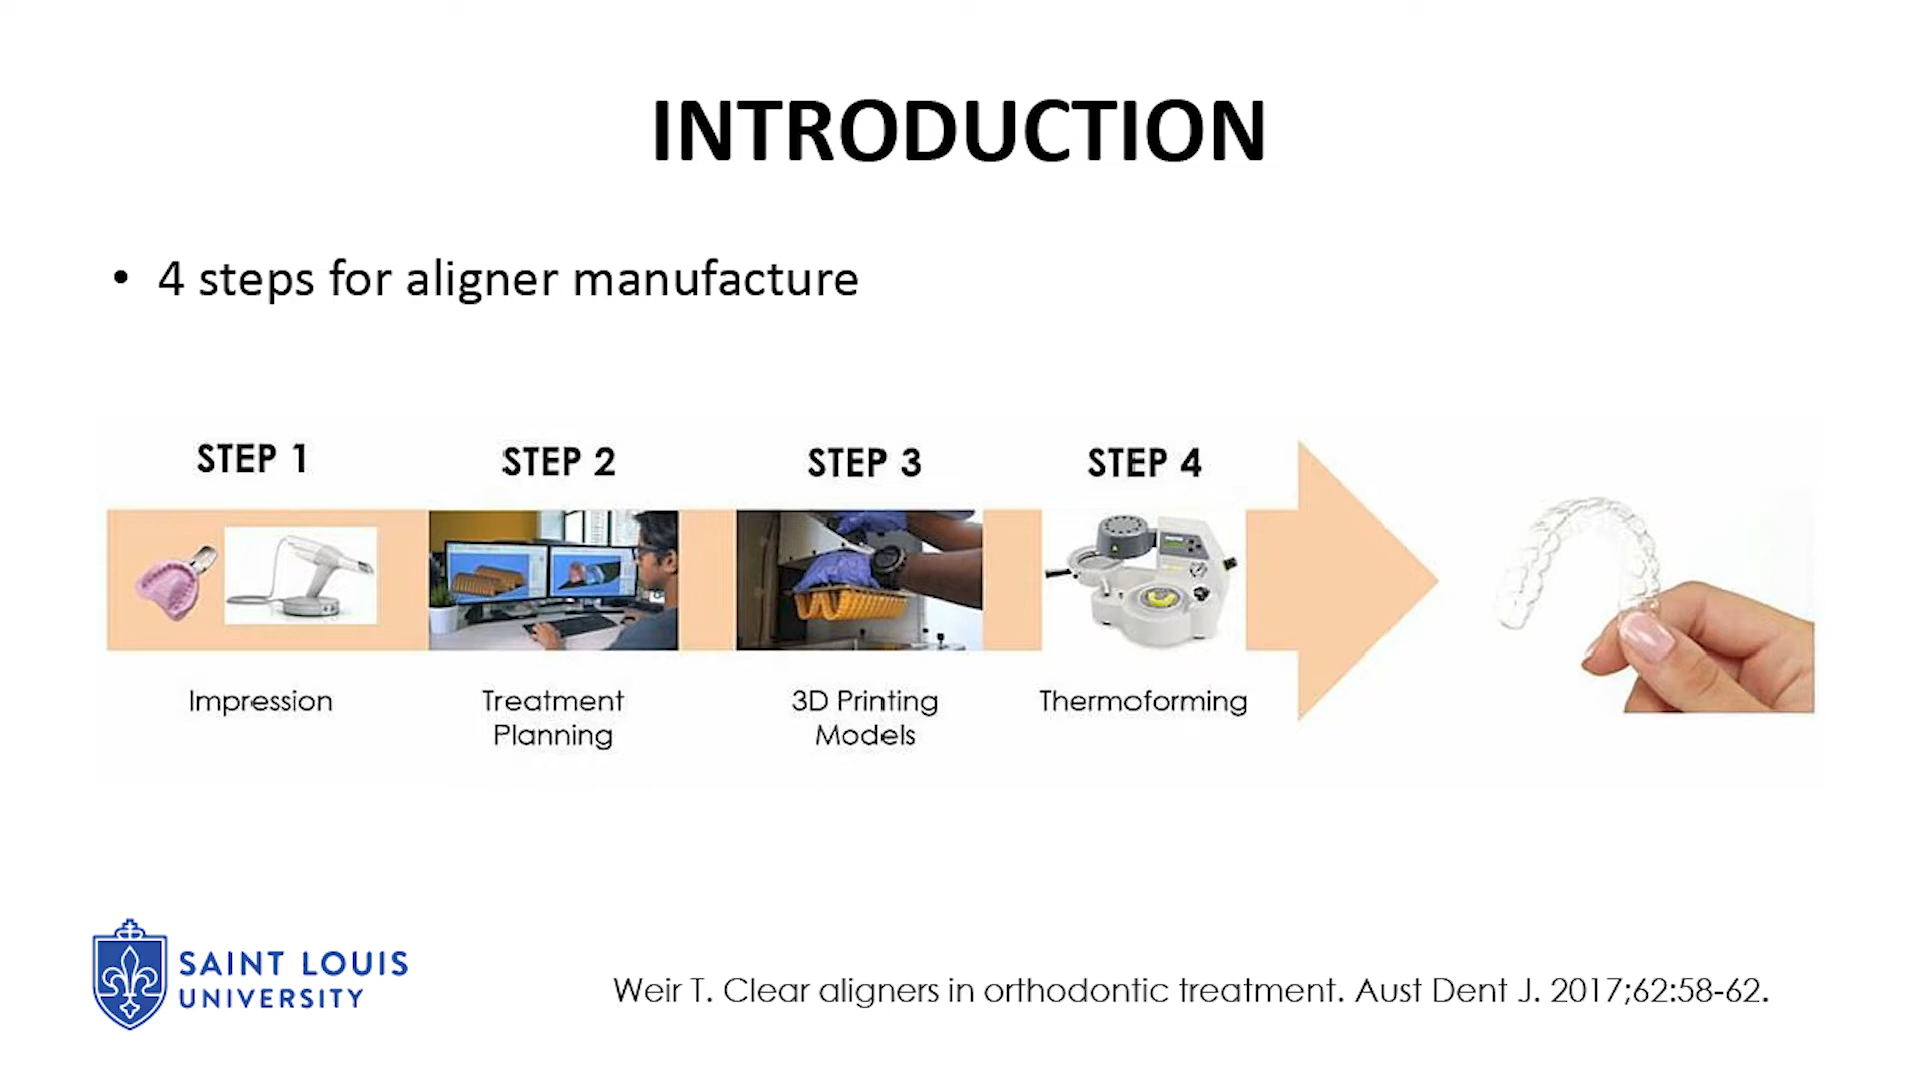 INTRODUCTION
• 4 steps for aligner manufacture
STEP 1
STEP 2
STEP 3
STEP 4
Impression
Treatment
Planning
3D Printing
Models
Thermoforming
SAINT LOUIS
UNIVERSITY
Weir T. Clear aligners in orthodontic treatment. Aust Dent J. 2017;62:58-62.